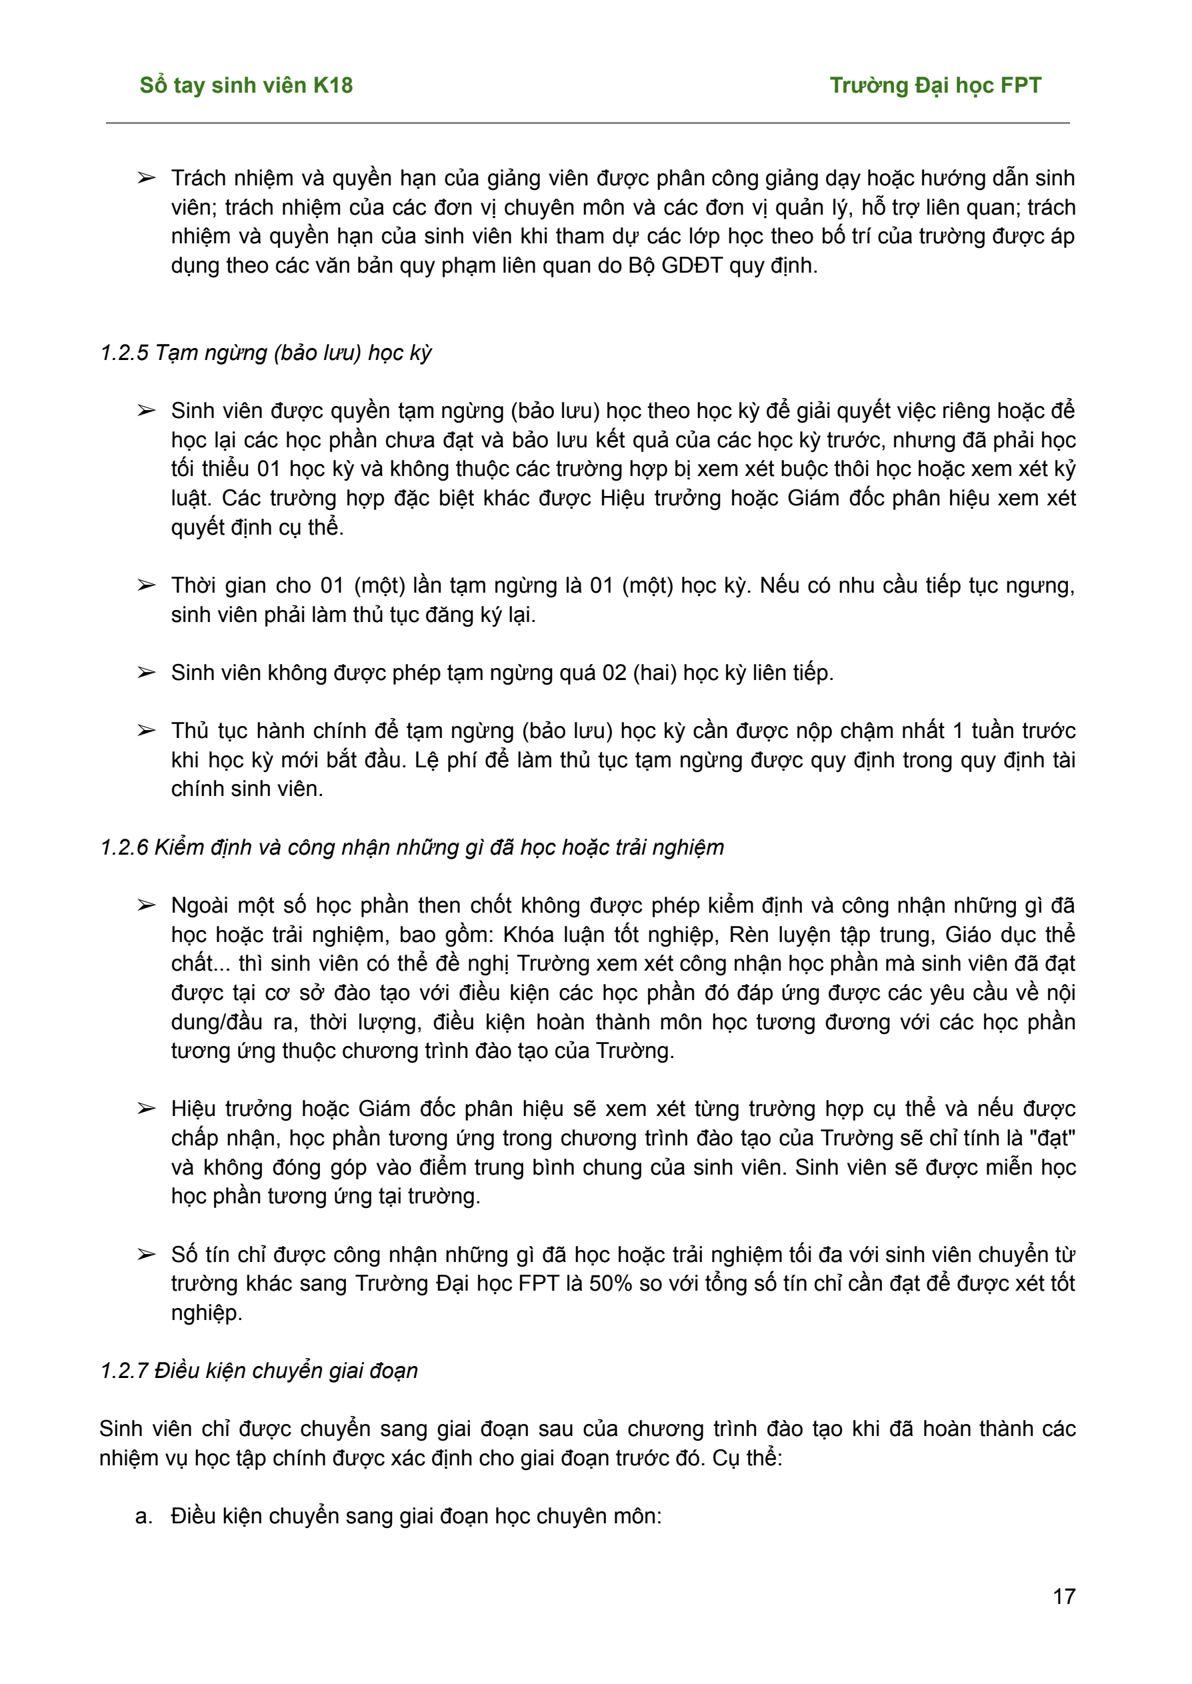 Sổ tay sinh viên K18 Trường Đại học FPT
➢ Trách nhiệm và quyền hạn của giảng viên được phân công giảng dạy hoặc hướng dẫn sinh
viên; trách nhiệm của các đơn vị chuyên môn và các đơn vị quản lý, hỗ trợ liên quan; trách
nhiệm và quyền hạn của sinh viên khi tham dự các lớp học theo bố trí của trường được áp
dụng theo các văn bản quy phạm liên quan do Bộ GDĐT quy định.
1.2.5 Tạm ngừng (bảo lưu) học kỳ
➢ Sinh viên được quyền tạm ngừng (bảo lưu) học theo học kỳ để giải quyết việc riêng hoặc để
học lại các học phần chưa đạt và bảo lưu kết quả của các học kỳ trước, nhưng đã phải học
tối thiểu 01 học kỳ và không thuộc các trường hợp bị xem xét buộc thôi học hoặc xem xét kỷ
luật. Các trường hợp đặc biệt khác được Hiệu trưởng hoặc Giám đốc phân hiệu xem xét
quyết định cụ thể.
➢ Thời gian cho 01 (một) lần tạm ngừng là 01 (một) học kỳ. Nếu có nhu cầu tiếp tục ngưng,
sinh viên phải làm thủ tục đăng ký lại.
➢ Sinh viên không được phép tạm ngừng quá 02 (hai) học kỳ liên tiếp.
➢ Thủ tục hành chính để tạm ngừng (bảo lưu) học kỳ cần được nộp chậm nhất 1 tuần trước
khi học kỳ mới bắt đầu. Lệ phí để làm thủ tục tạm ngừng được quy định trong quy định tài
chính sinh viên.
1.2.6 Kiểm định và công nhận những gì đã học hoặc trải nghiệm
➢ Ngoài một số học phần then chốt không được phép kiểm định và công nhận những gì đã
học hoặc trải nghiệm, bao gồm: Khóa luận tốt nghiệp, Rèn luyện tập trung, Giáo dục thể
chất... thì sinh viên có thể đề nghị Trường xem xét công nhận học phần mà sinh viên đã đạt
được tại cơ sở đào tạo với điều kiện các học phần đó đáp ứng được các yêu cầu về nội
dung/đầu ra, thời lượng, điều kiện hoàn thành môn học tương đương với các học phần
tương ứng thuộc chương trình đào tạo của Trường.
➢ Hiệu trưởng hoặc Giám đốc phân hiệu sẽ xem xét từng trường hợp cụ thể và nếu được
chấp nhận, học phần tương ứng trong chương trình đào tạo của Trường sẽ chỉ tính là "đạt"
và không đóng góp vào điểm trung bình chung của sinh viên. Sinh viên sẽ được miễn học
học phần tương ứng tại trường.
➢ Số tín chỉ được công nhận những gì đã học hoặc trải nghiệm tối đa với sinh viên chuyển từ
trường khác sang Trường Đại học FPT là 50% so với tổng số tín chỉ cần đạt để được xét tốt
nghiệp.
1.2.7 Điều kiện chuyển giai đoạn
Sinh viên chỉ được chuyển sang giai đoạn sau của chương trình đào tạo khi đã hoàn thành các
nhiệm vụ học tập chính được xác định cho giai đoạn trước đó. Cụ thể:
a. Điều kiện chuyển sang giai đoạn học chuyên môn:
17